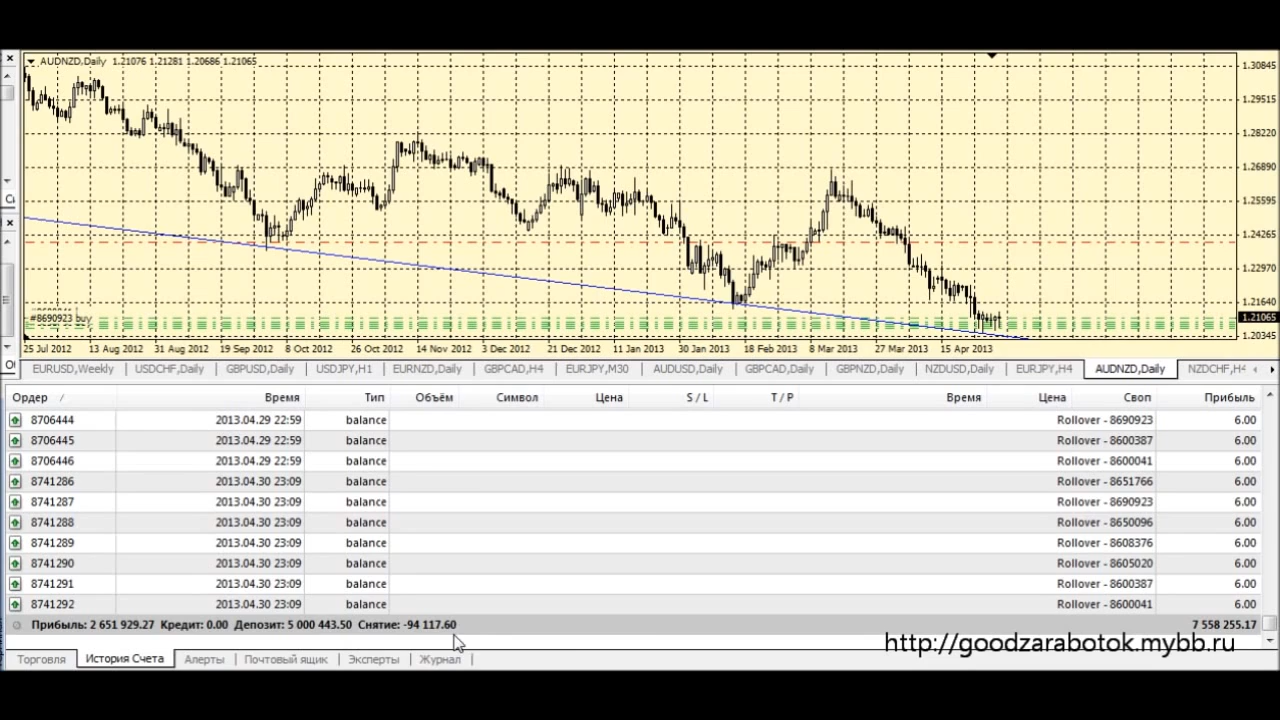 AUDNZD,Daily 1.21076 1.21281 1.20686 1.21065
1.30845
1.29515
1.28220
1.26890
1.25595
1.24265
1.22970
1.21640
1.21065
1.20345
#8690923 buy
25 Jul 2012 13 Aug 2012 31 Aug 2012 19 Sep 2012 8 Oct 2012 26 Oct 2012 14 Nov 2012 3 Dec 2012 21 Dec 2012 11 Jan 2013 30 Jan 2013 18 Feb 2013 8 Mar 2013 27 Mar 2013 15 Apr 2013
EURUSD,Weekly USDCHF,Daily GBPUSD,Daily USDJPY,H1 EURNZD,Daily GBPCAD,H4 EURJPY,M30 AUDUSD,Daily GBPCAD,Daily GBPNZD,Daily NZDUSD,Daily EURJPY,H4 AUDNZD,Daily NZDCHF,H4
Ордер / Время Тип Объём Символ Цена S / L T / P Время Цена Своп Прибыль
8706444 2013.04.29 22:59 balance Rollover - 8690923 6.00
8706445 2013.04.29 22:59 balance Rollover - 8600387 6.00
8706446 2013.04.29 22:59 balance Rollover - 8600041 6.00
8741286 2013.04.30 23:09 balance Rollover - 8651766 6.00
8741287 2013.04.30 23:09 balance Rollover - 8690923 6.00
8741288 2013.04.30 23:09 balance Rollover - 8650096 6.00
8741289 2013.04.30 23:09 balance Rollover - 8608376 6.00
8741290 2013.04.30 23:09 balance Rollover - 8605020 6.00
8741291 2013.04.30 23:09 balance Rollover - 8600387 6.00
8741292 2013.04.30 23:09 balance Rollover - 8600041 6.00
Прибыль: 2 651 929.27 Кредит: 0.00 Депозит: 5 000 443.50 Снятие: -94 117.60 7 558 255.17
http://goodzarabotok.mybb.ru
Торговля История Счета Алерты Почтовый ящик Эксперты Журнал